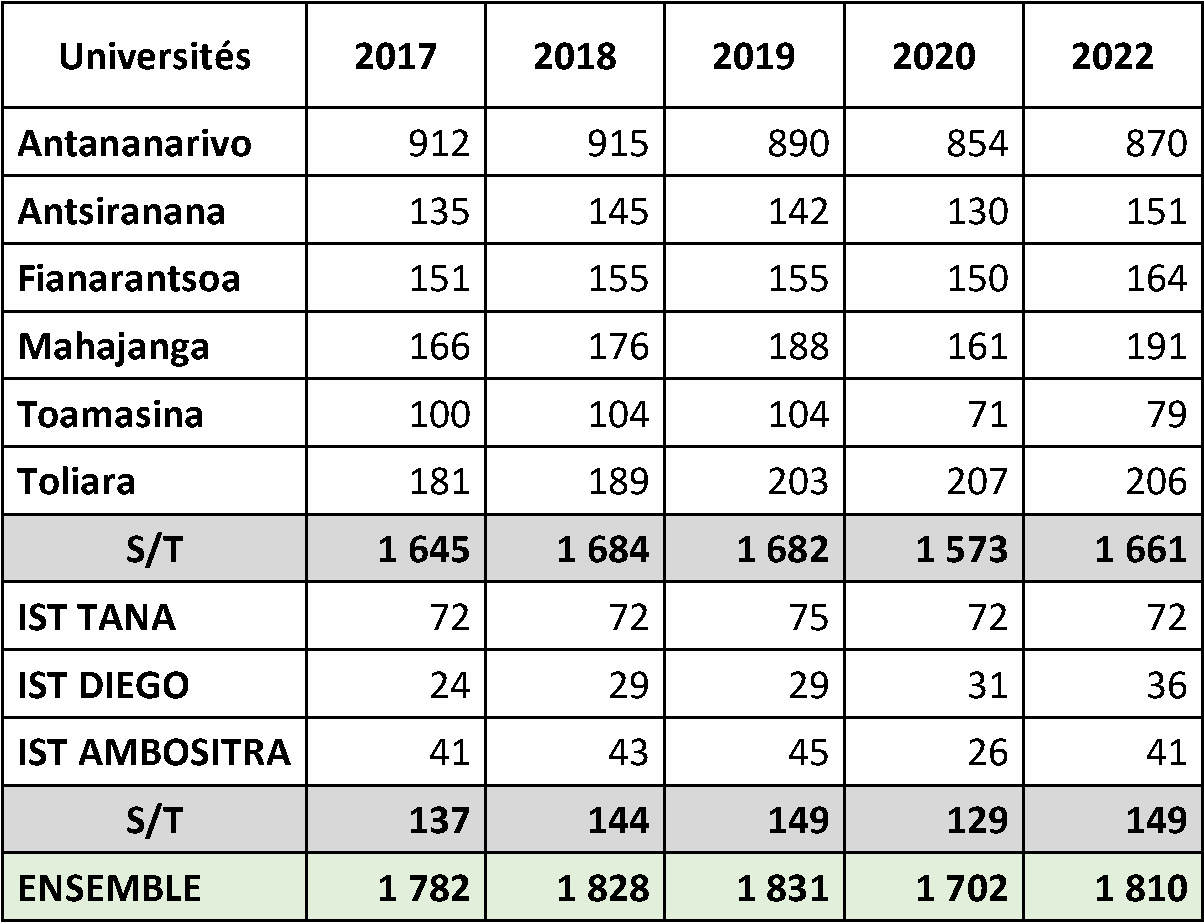 Universités 2017 2018 2019 2020 2022
Antananarivo 912 915 890 854 870
Antsiranana 135 145 142 130 151
Fianarantsoa 151 155 155 150 164
Mahajanga 166 176 188 161 191
Toamasina 100 104 104 71 79
Toliara 181 189 203 207 206
S/T 1 645 1 684 1 682 1 573 1 661
IST TANA 72 72 75 72 72
IST DIEGO 24 29 29 31 36
IST AMBOSITRA 41 43 45 26 41
S/T 137 144 149 129 149
ENSEMBLE 1 782 1 828 1 831 1 702 1 810